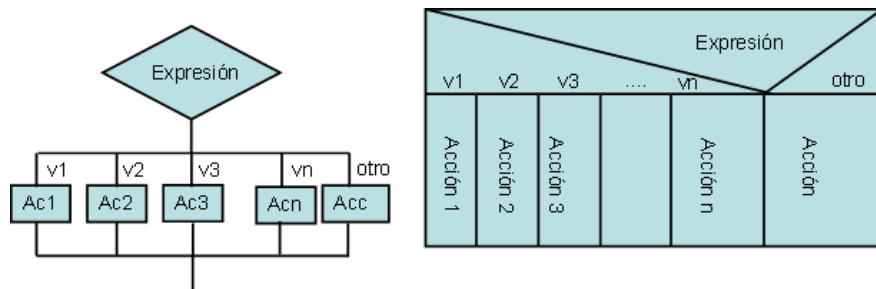 Expresión
v1 v2 v3 vn otro
Ac1 Ac2 Ac3 Acn Acc
Expresión
v1 v2 v3 .... vn otro
Acción 1 Acción 2 Acción 3 Acción n Acción